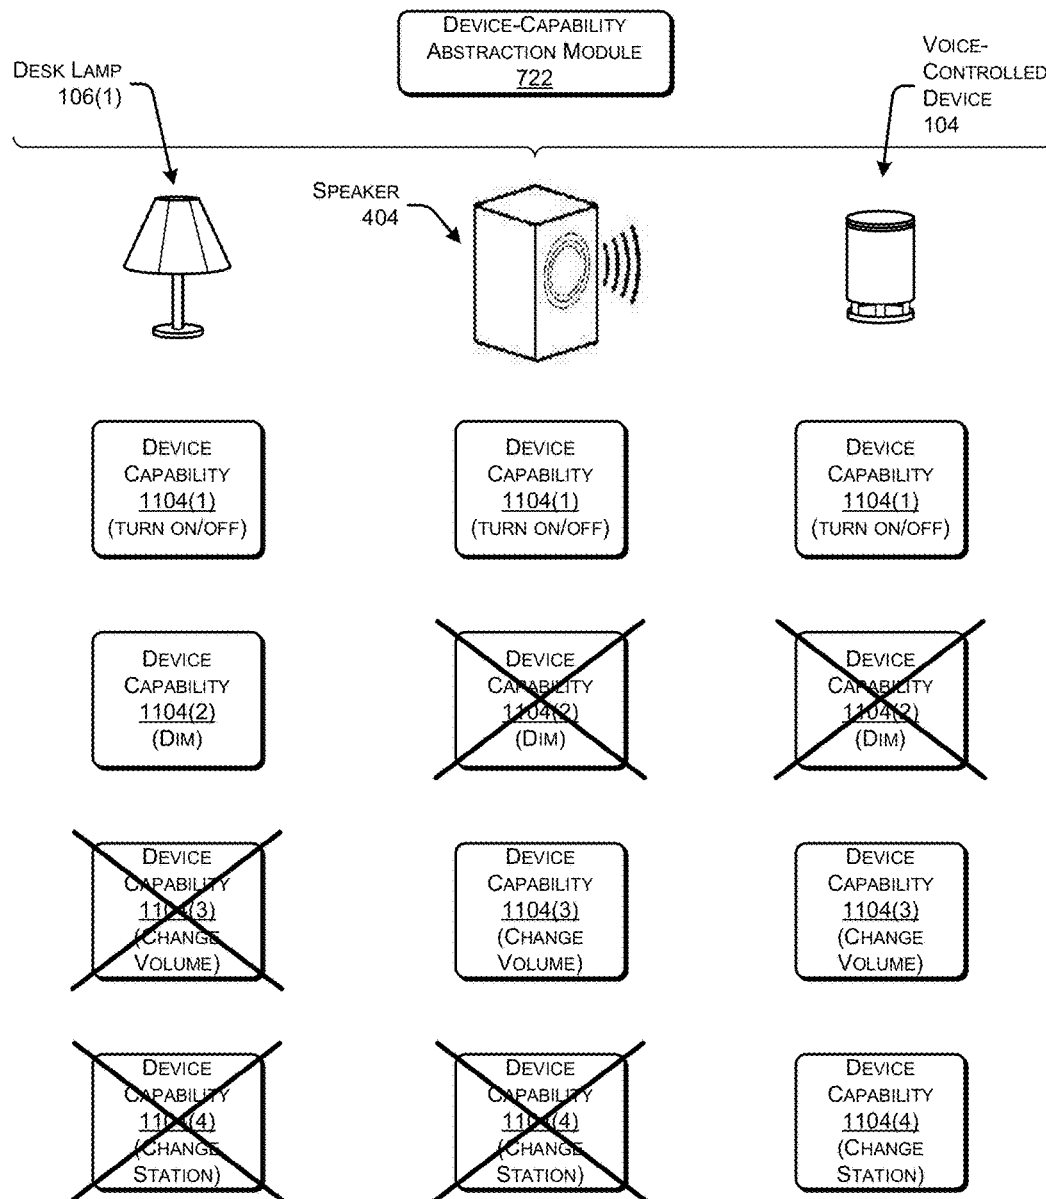 DEVICE-CAPABILITY
ABSTRACTION MODULE
722
DESK LAMP
106(1)
VOICE-
CONTROLLED
DEVICE
104
SPEAKER
404
DEVICE
CAPABILITY
1104(1)
(TURN ON/OFF)
DEVICE
CAPABILITY
1104(1)
(TURN ON/OFF)
DEVICE
CAPABILITY
1104(1)
(TURN ON/OFF)
DEVICE
CAPABILITY
1104(2)
(DIM)
DEVICE
CAPABILITY
1104(2)
(DIM)
DEVICE
CAPABILITY
1104(2)
(DIM)
DEVICE
CAPABILITY
1104(3)
(CHANGE
VOLUME)
DEVICE
CAPABILITY
1104(3)
(CHANGE
VOLUME)
DEVICE
CAPABILITY
1104(3)
(CHANGE
VOLUME)
DEVICE
CAPABILITY
1104(4)
(CHANGE
STATION)
DEVICE
CAPABILITY
1104(4)
(CHANGE
STATION)
DEVICE
CAPABILITY
1104(4)
(CHANGE
STATION)